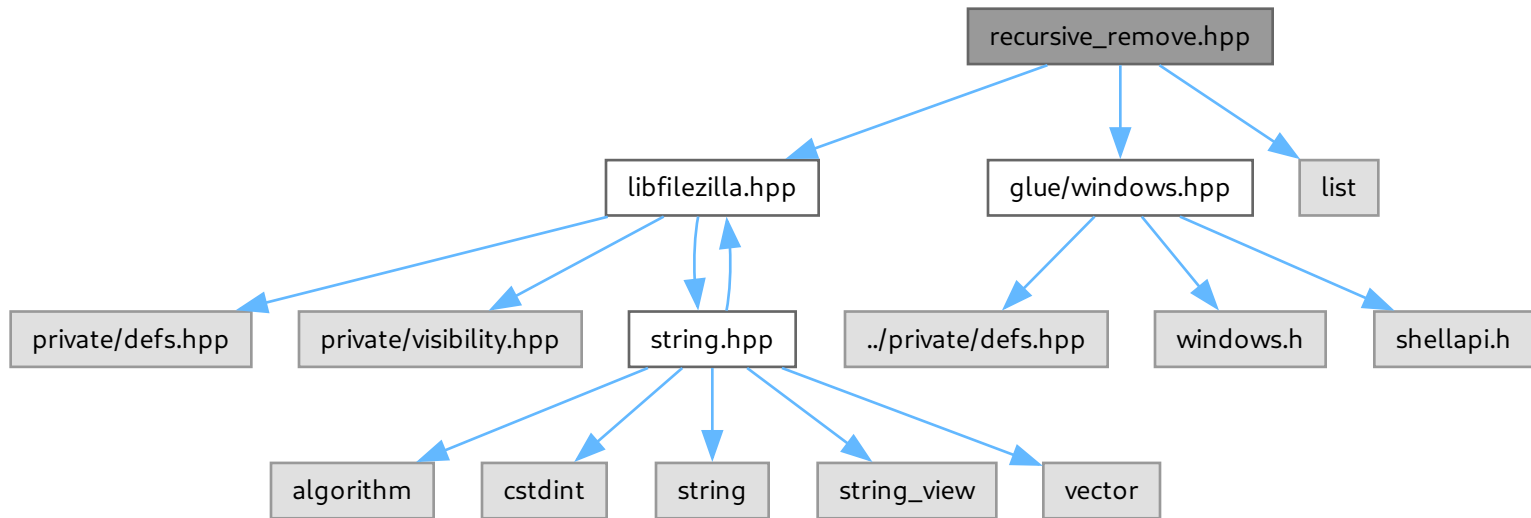 recursive_remove.hpp
libfilezilla.hpp
glue/windows.hpp
list
private/defs.hpp
private/visibility.hpp
string.hpp
../private/defs.hpp
windows.h
shellapi.h
algorithm
cstdint
string
string_view
vector